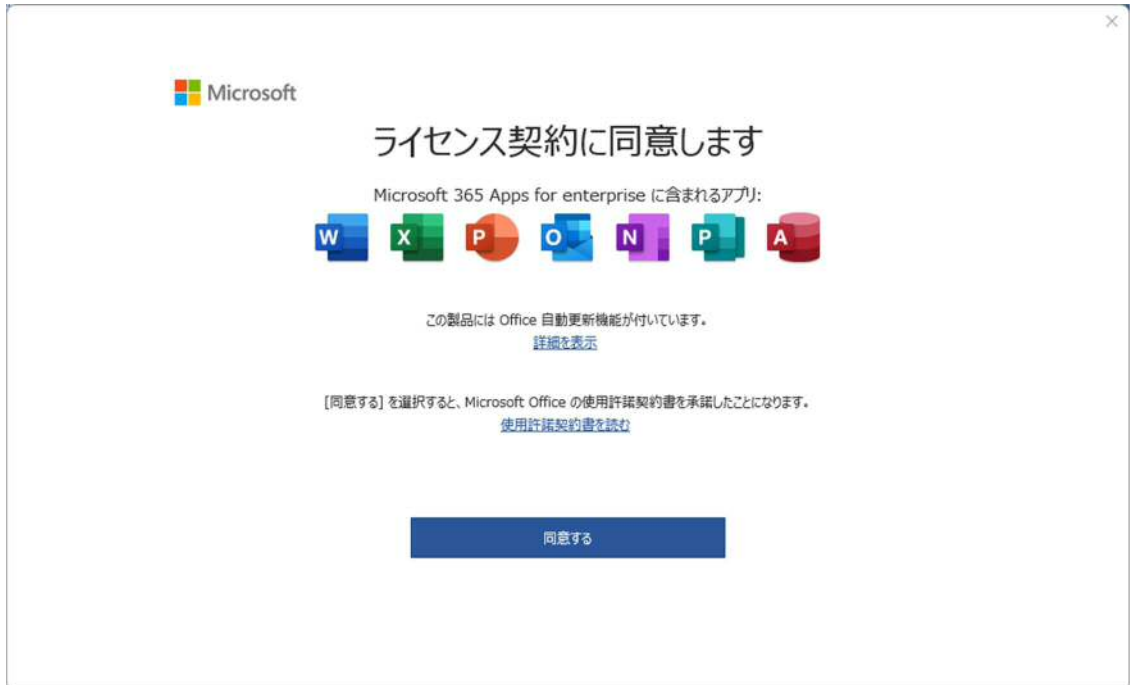 Microsoft
ライセンス契約に同意します
Microsoft 365 Apps for enterprise に含まれるアプリ:
W X P O N P A
この製品には Office 自動更新機能が付いています。
詳細を表示
[同意する] を選択すると、Microsoft Office の使用許諾契約書を承諾したことになります。
使用許諾契約書を読む
同意する